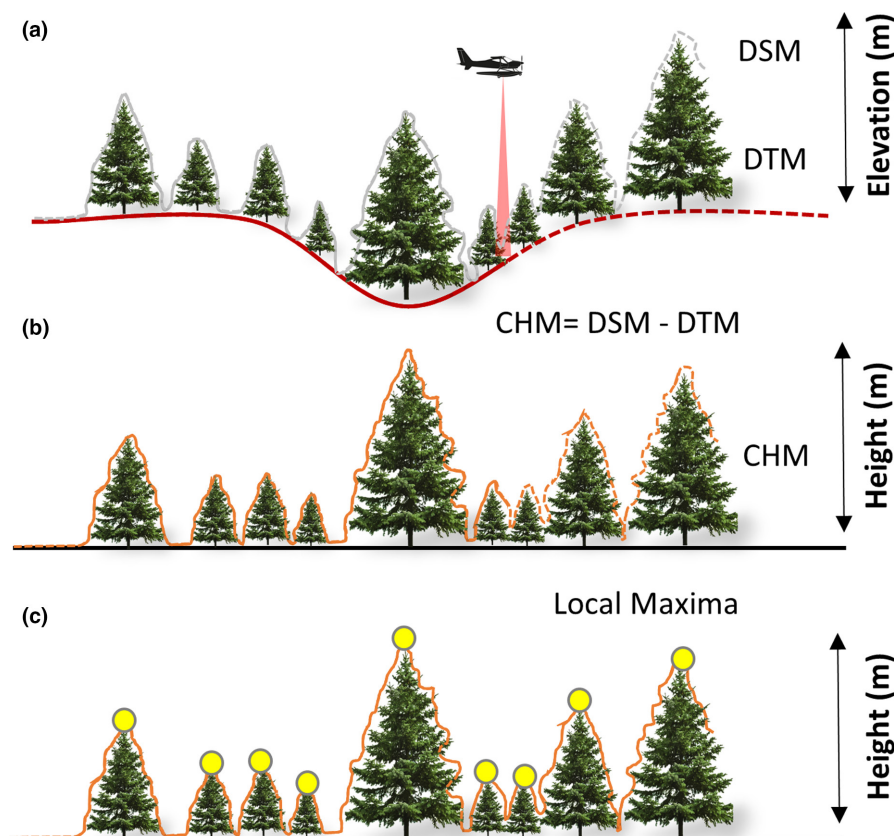 (a)
DSM
DTM
Elevation (m)
(b)
CHM= DSM - DTM
CHM
Height (m)
(c)
Local Maxima
Height (m)